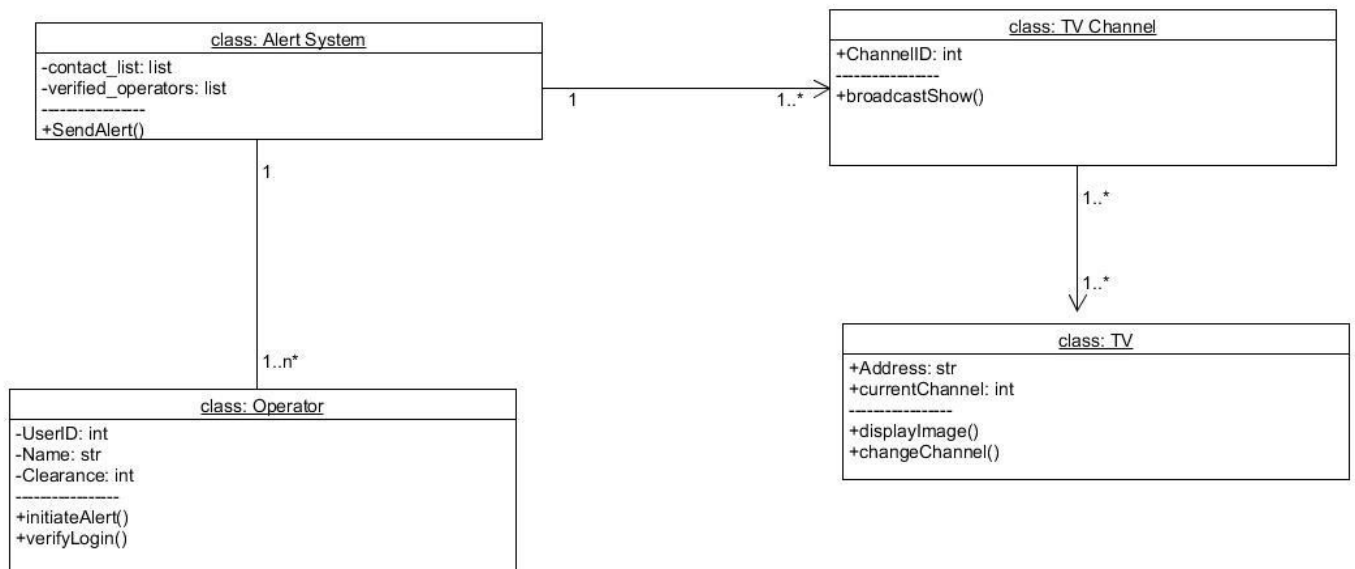 class: Alert System
-contact_list: list
-verified_operators: list
-----------------
+SendAlert()
1
1..*
class: TV Channel
+ChannelID: int
-----------------
+broadcastShow()
1
1..n*
1..*
1..*
class: Operator
-UserID: int
-Name: str
-Clearance: int
-----------------
+initiateAlert()
+verifyLogin()
class: TV
+Address: str
+currentChannel: int
-----------------
+displayImage()
+changeChannel()